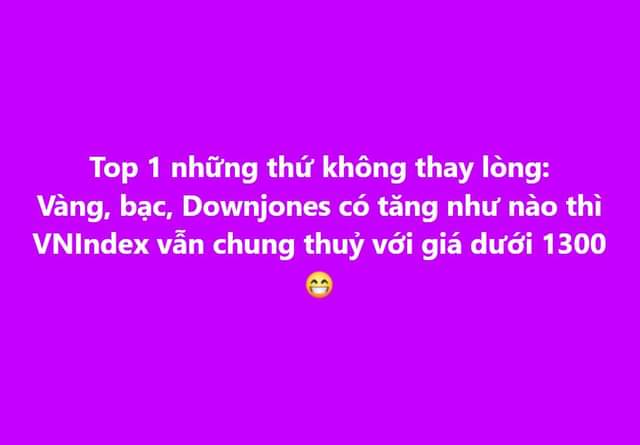 Top 1 những thứ không thay lòng:
Vàng, bạc, Downjones có tăng như nào thì
VNIndex vẫn chung thuỷ với giá dưới 1300
😁